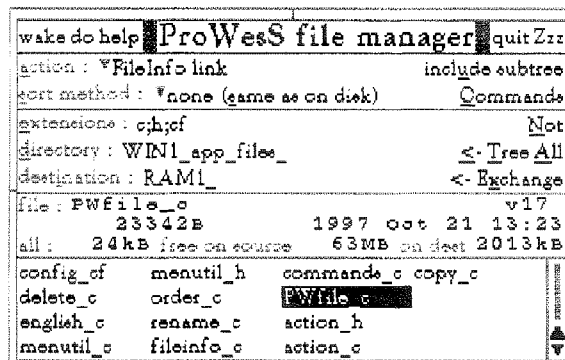 wake do help ProWesS file manager quit Zzz
action : FileInfo link include subtree
sort method : none (same as on disk) Commands
extensions : c;h;cf Not
directory : WIN1_app_files_ <- Tree All
destination : RAM1_ <- Exchange
file : PWfile_c v17
23342B 1997 Oct 21 13:23
all : 24kB free on source 63MB on dest 2013kB
config_cf menutil_h commands_c copy_c
delete_c order_c PWfile_c
english_c rename_c action_h
menutil_c fileinfo_c action_c